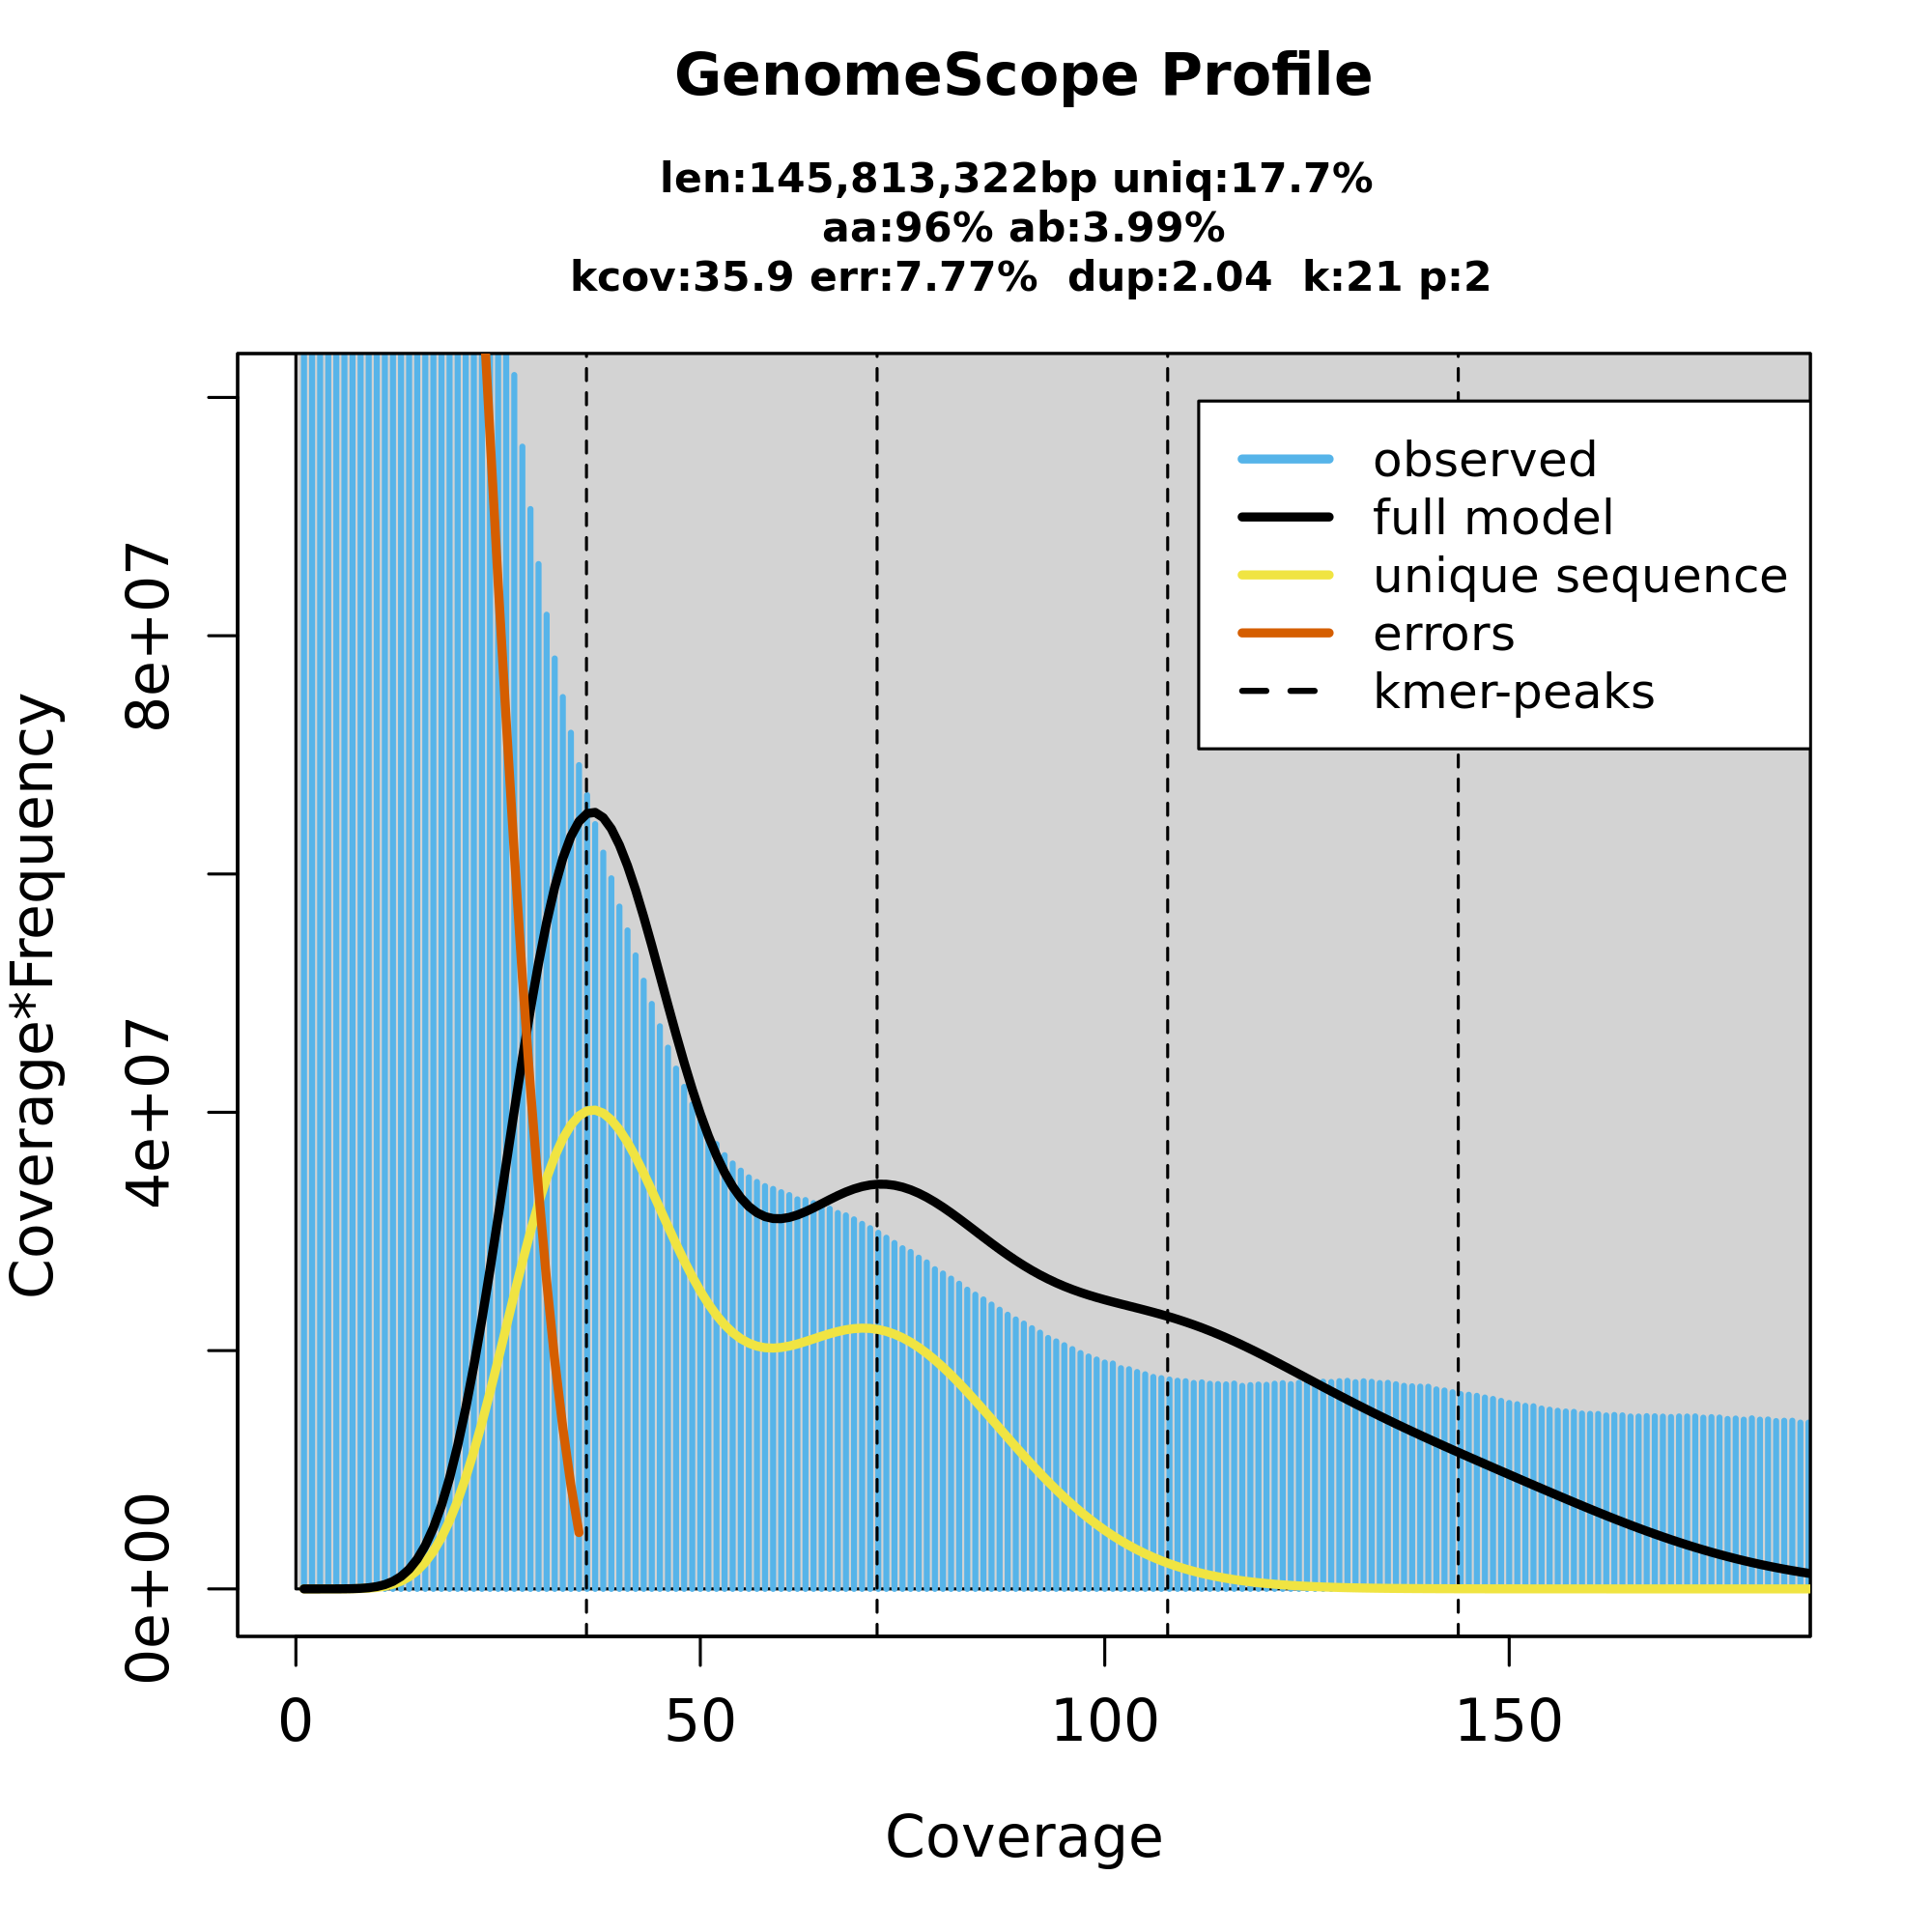 GenomeScope Profile
len:145,813,322bp uniq:17.7%
aa:96% ab:3.99%
kcov:35.9 err:7.77%  dup:2.04  k:21 p:2
observed
full model
unique sequence
errors
kmer-peaks
Coverage*Frequency
8e+07
4e+07
0e+00
0 50 100 150
Coverage